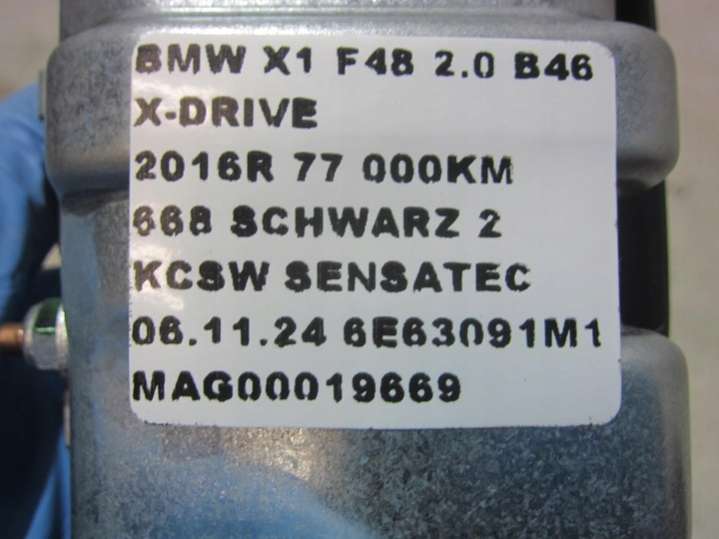 BMW X1 F48 2.0 B46
X-DRIVE
2016R 77 000KM
668 SCHWARZ 2
KCSW SENSATEC
06.11.24 6E63091M1
MAG00019669